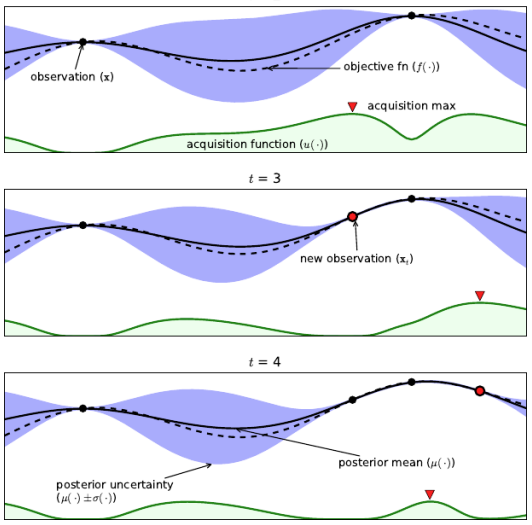 observation (x)
objective fn (f(·))
acquisition max
acquisition function (u(·))
t = 3
new observation (xₜ)
t = 4
posterior mean (μ(·))
posterior uncertainty
(μ(·) ±σ(·))